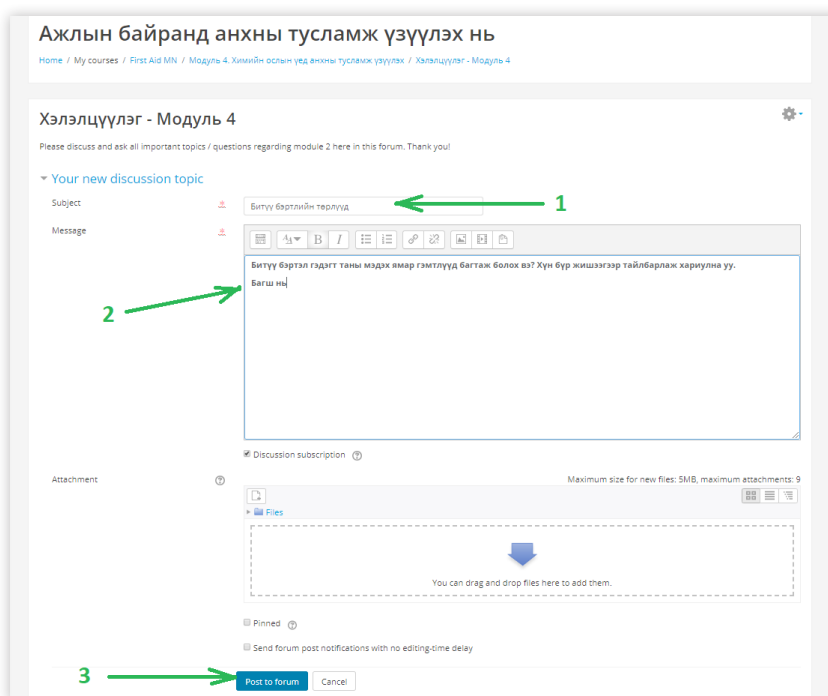 Ажлын байранд анхны тусламж үзүүлэх нь
Home / My courses / First Aid MN / Модуль 4. Химийн ослын үед анхны тусламж үзүүлэх / Хэлэлцүүлэг - Модуль 4
Хэлэлцүүлэг - Модуль 4
Please discuss and ask all important topics / questions regarding module 2 here in this forum. Thank you!
Your new discussion topic
Subject
Битүү бэртлийн төрлүүд
1
Message
B I
Битүү бэртэл гэдэгт таны мэдэх ямар гэмтлүүд багтаж болох вэ? Хүн бүр жишээгээр тайлбарлаж хариулна уу.
Багш нь
2
Discussion subscription
Attachment
Maximum size for new files: 5MB, maximum attachments: 9
Files
You can drag and drop files here to add them.
Pinned
Send forum post notifications with no editing-time delay
3
Post to forum Cancel